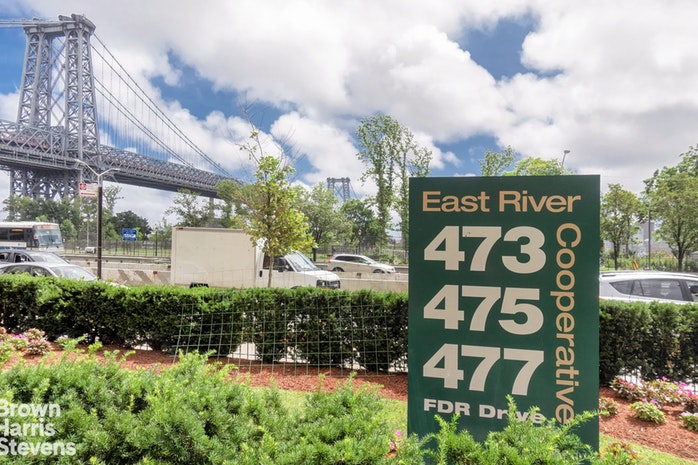 East River
473
475
477
FDR Drive
Cooperative
Brown
Harris
Stevens